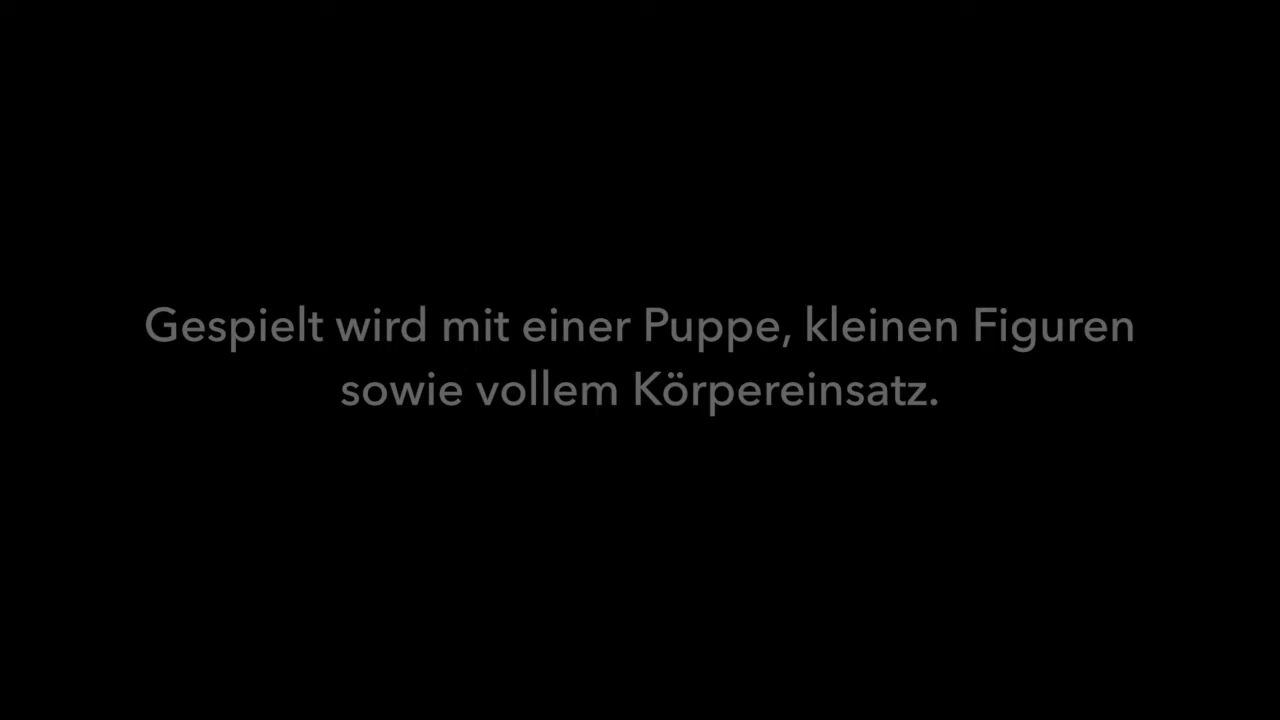 Gespielt wird mit einer Puppe, kleinen Figuren
sowie vollem Körpereinsatz.